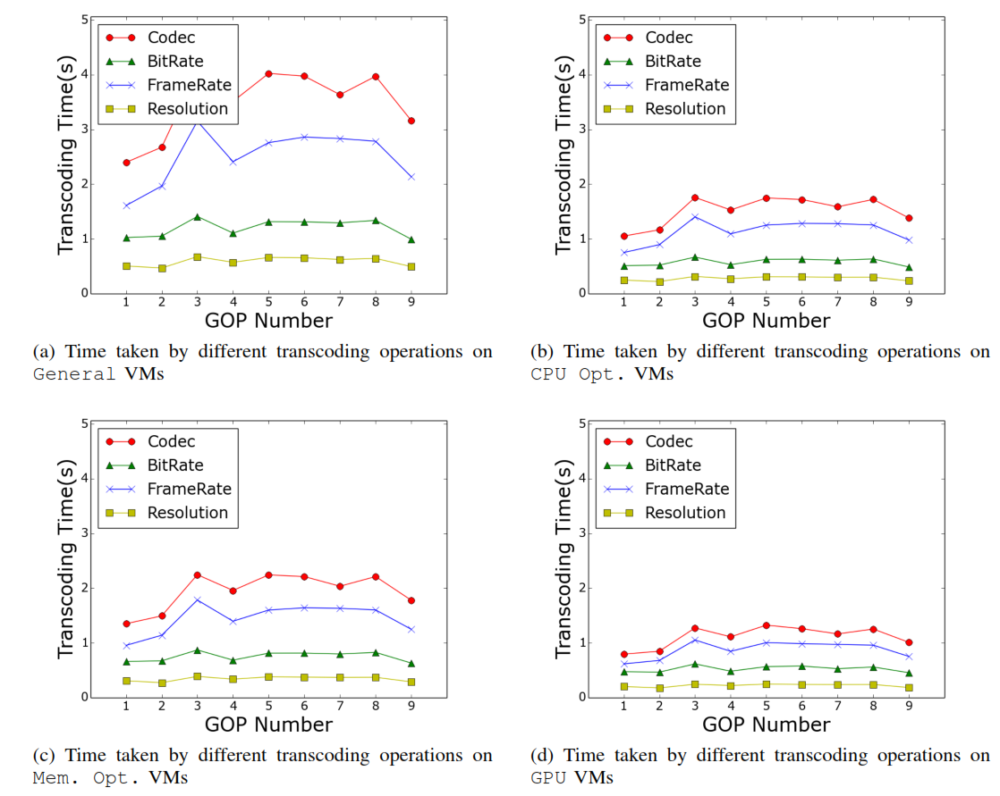 5
4
3
2
1
0
Transcoding Time(s)
Codec
BitRate
FrameRate
Resolution
1 2 3 4 5 6 7 8 9
GOP Number
(a) Time taken by different transcoding operations on
General VMs
5
4
3
2
1
0
Transcoding Time(s)
Codec
BitRate
FrameRate
Resolution
1 2 3 4 5 6 7 8 9
GOP Number
(b) Time taken by different transcoding operations on
CPU Opt. VMs
5
4
3
2
1
0
Transcoding Time(s)
Codec
BitRate
FrameRate
Resolution
1 2 3 4 5 6 7 8 9
GOP Number
(c) Time taken by different transcoding operations on
Mem. Opt. VMs
5
4
3
2
1
0
Transcoding Time(s)
Codec
BitRate
FrameRate
Resolution
1 2 3 4 5 6 7 8 9
GOP Number
(d) Time taken by different transcoding operations on
GPU VMs